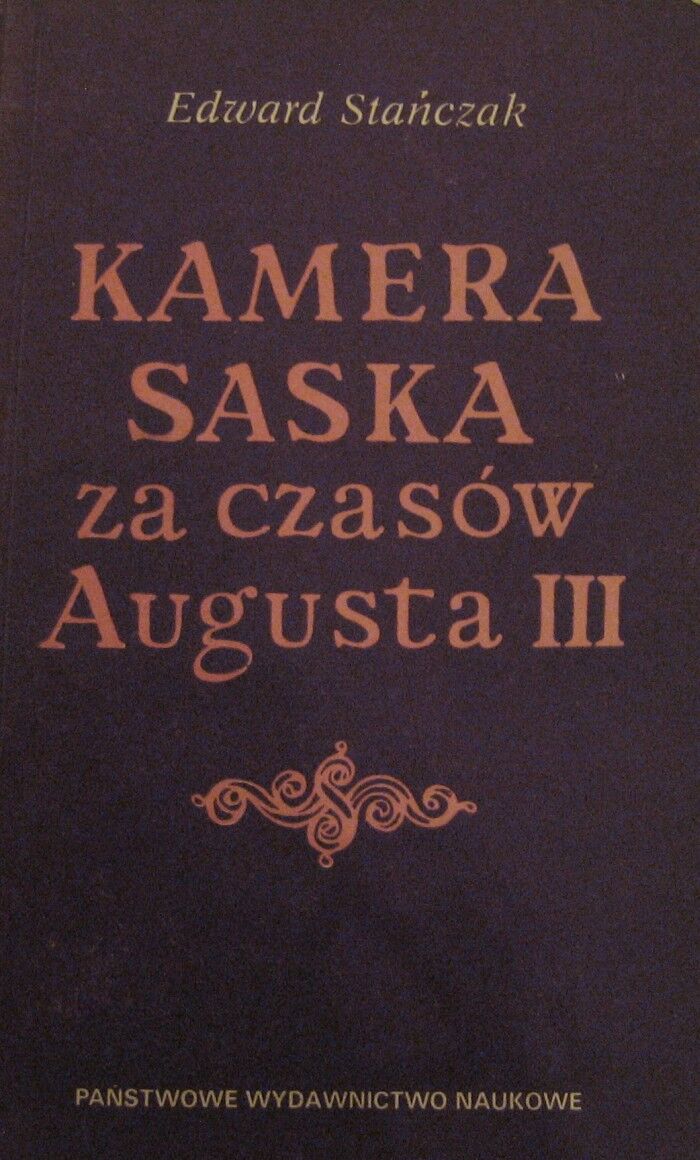 Edward Stańczak
KAMERA
SASKA
za czasów
Augusta III
PAŃSTWOWE WYDAWNICTWO NAUKOWE